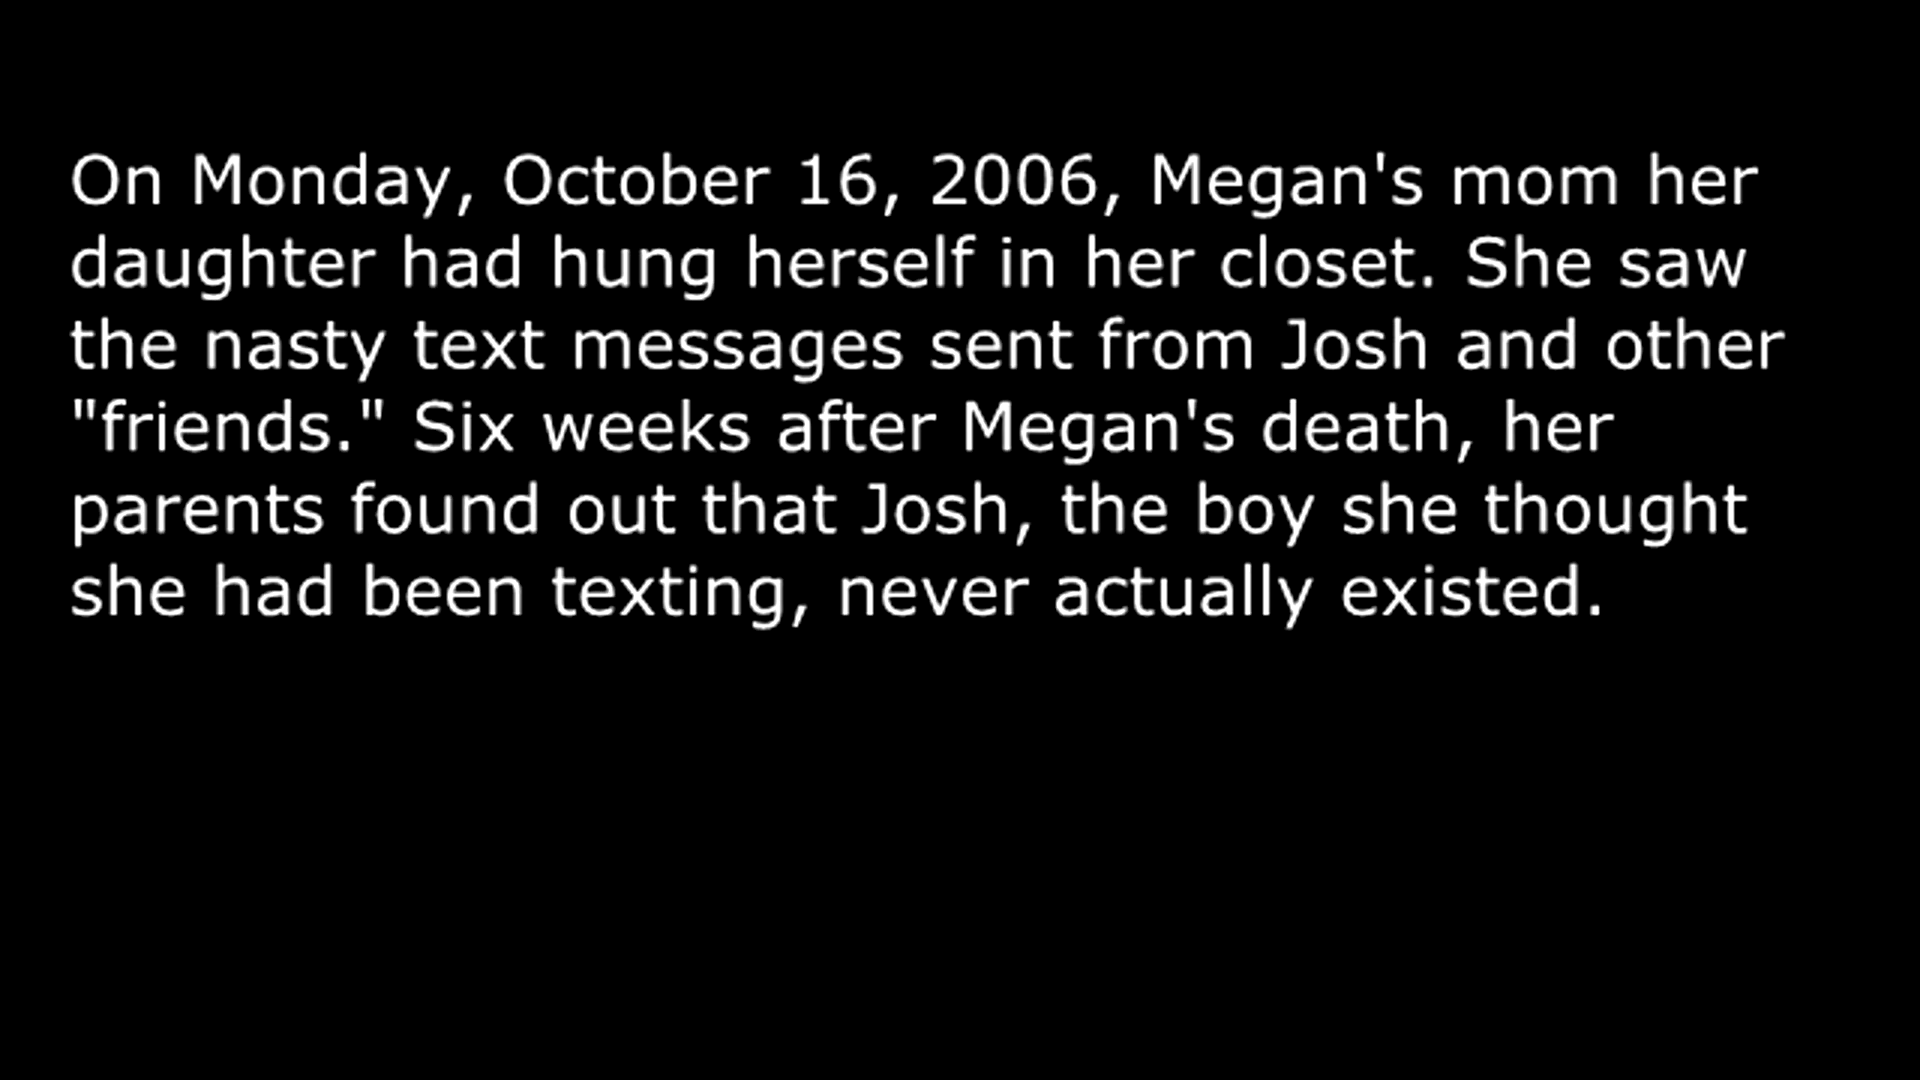 On Monday, October 16, 2006, Megan's mom her
daughter had hung herself in her closet. She saw
the nasty text messages sent from Josh and other
"friends." Six weeks after Megan's death, her
parents found out that Josh, the boy she thought
she had been texting, never actually existed.